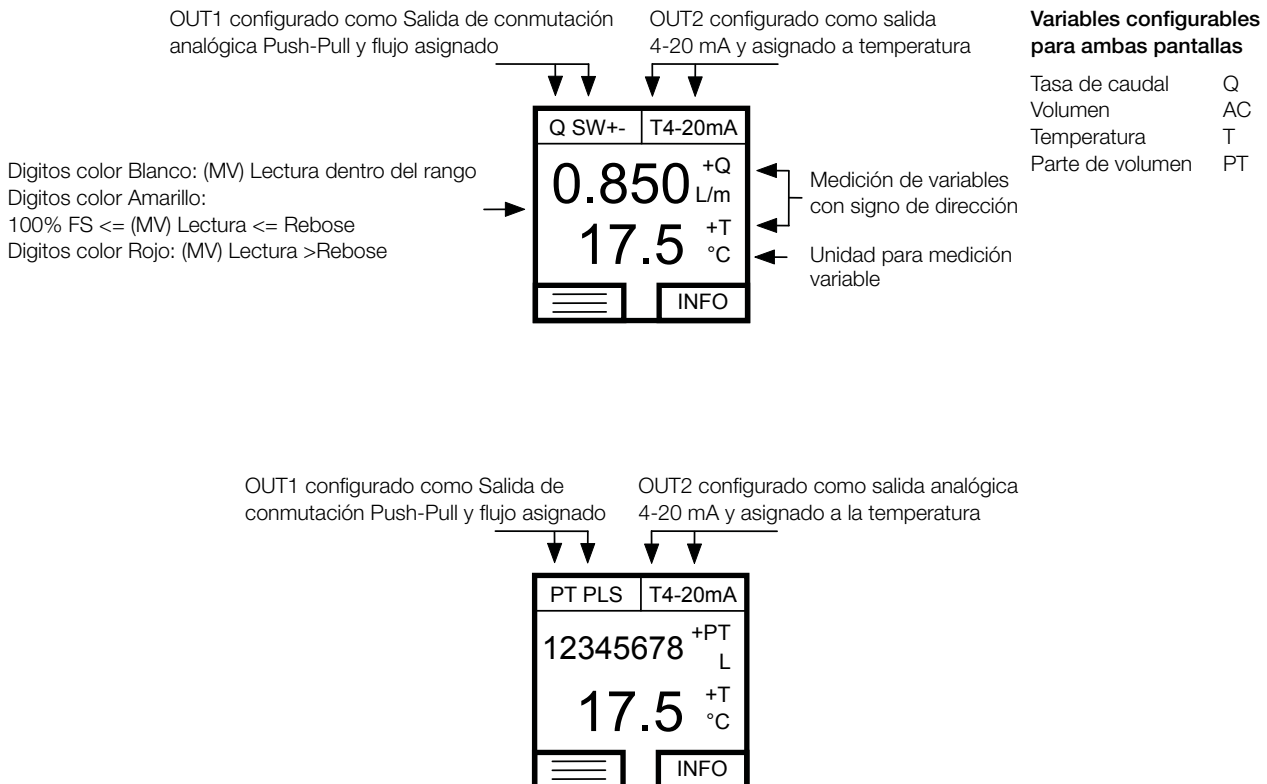 OUT1 configurado como Salida de conmutación
analógica Push-Pull y flujo asignado
OUT2 configurado como salida
4-20 mA y asignado a temperatura
Variables configurables
para ambas pantallas
Tasa de caudal Q
Volumen AC
Temperatura T
Parte de volumen PT
Digitos color Blanco: (MV) Lectura dentro del rango
Digitos color Amarillo:
100% FS <= (MV) Lectura <= Rebose
Digitos color Rojo: (MV) Lectura >Rebose
Q SW+- T4-20mA
0.850 +Q
L/m
17.5 +T
°C
INFO
Medición de variables
con signo de dirección
Unidad para medición
variable
OUT1 configurado como Salida de
conmutación Push-Pull y flujo asignado
OUT2 configurado como salida analógica
4-20 mA y asignado a la temperatura
PT PLS T4-20mA
12345678 +PT
L
17.5 +T
°C
INFO